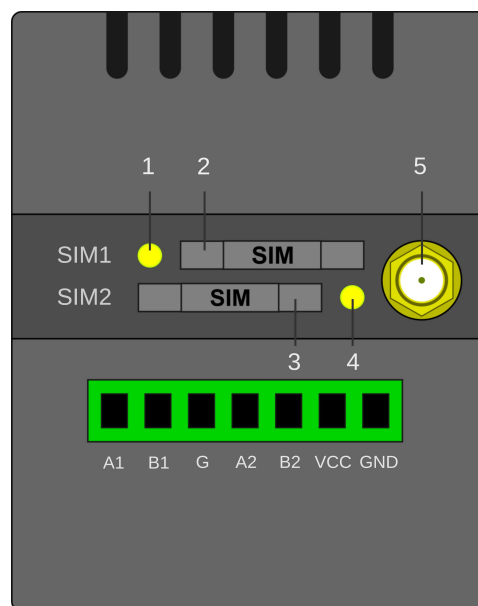 1 2 5
SIM1 SIM
SIM2 SIM
3 4
A1 B1 G A2 B2 VCC GND